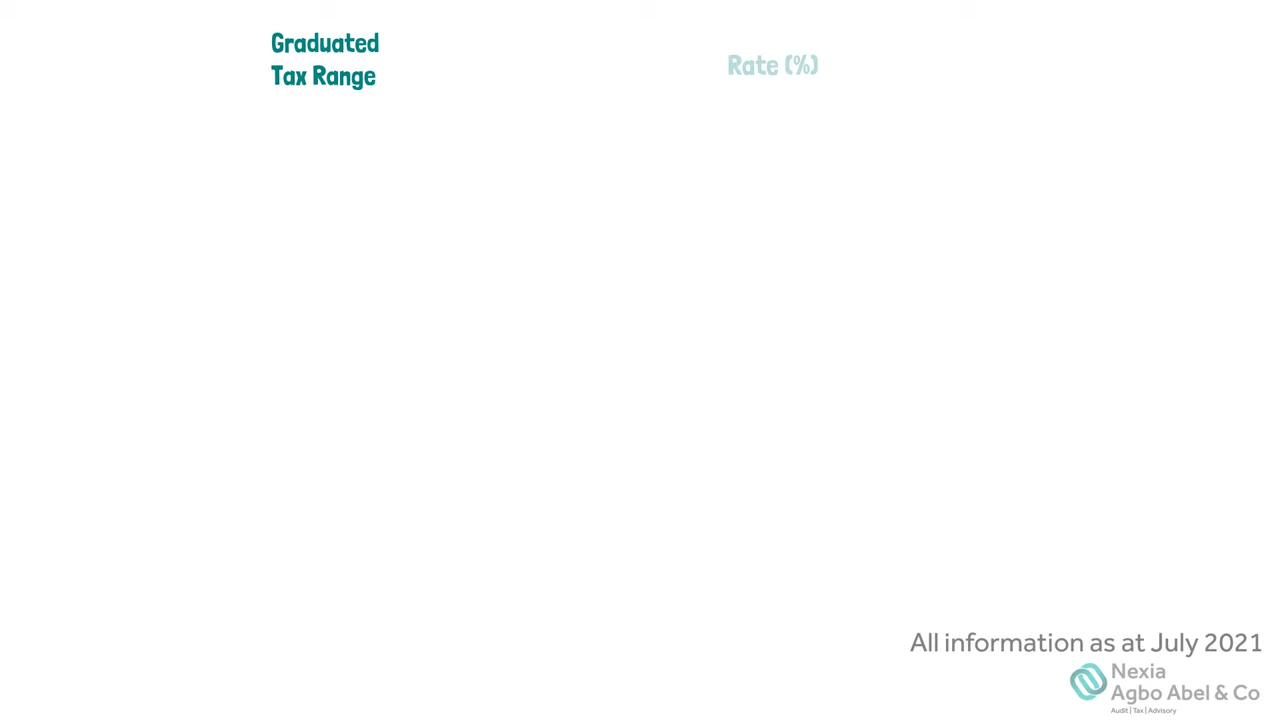 Graduated
Tax Range
Rate (%)
All information as at July 2021
Nexia
Agbo Abel & Co
Audit | Tax | Advisory